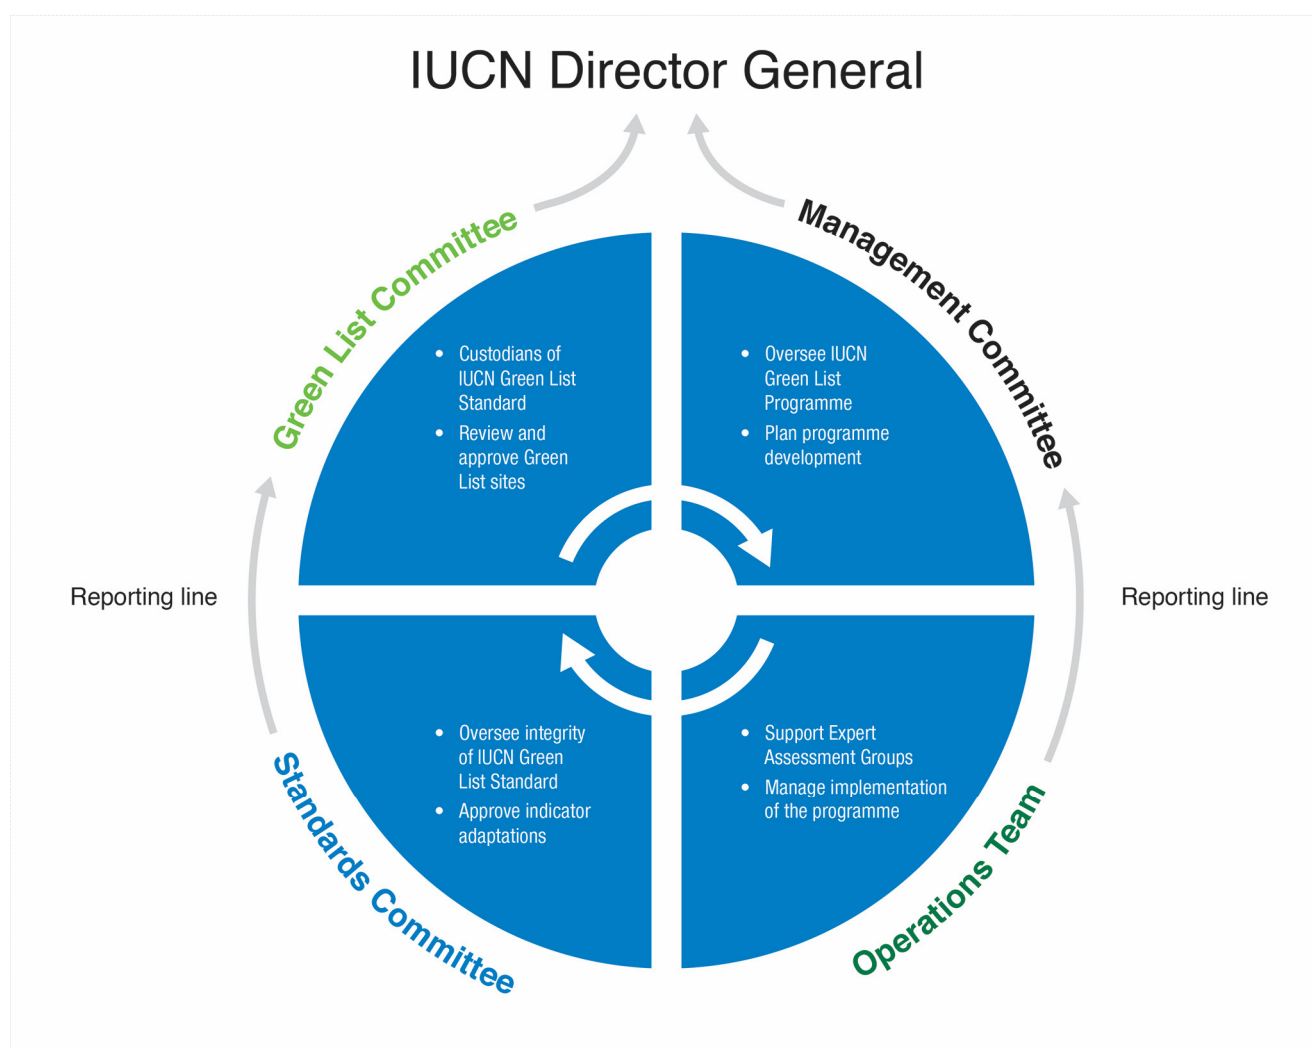 IUCN Director General
Green List Committee
Management Committee
• Custodians of
IUCN Green List
Standard
• Review and
approve Green
List sites
• Oversee IUCN
Green List
Programme
• Plan programme
development
Reporting line
Reporting line
• Oversee integrity
of IUCN Green
List Standard
• Approve indicator
adaptations
• Support Expert
Assessment Groups
• Manage implementation
of the programme
Standards Committee
Operations Team